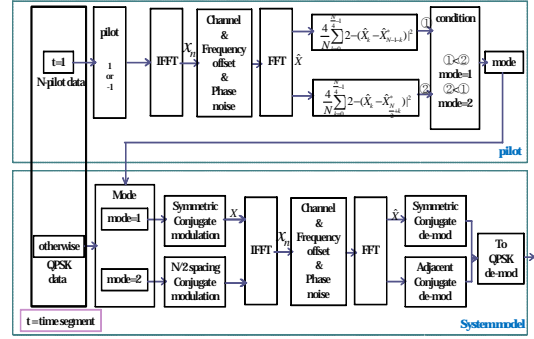 t=1
N-pilot data
pilot
1
or
-1
IFFT
x_n
Channel
&
Frequency
offset
&
Phase
noise
FFT
X̂
①
②
condition
①<②
mode=1
②<①
mode=2
mode
pilot
otherwise
QPSK
data
Mode
mode=1
mode=2
Symmetric
Conjugate
modulation
N/2 spacing
Conjugate
modulation
X
IFFT
x_n
Channel
&
Frequency
offset
&
Phase
noise
FFT
X̂
Symmetric
Conjugate
de-mod
Adjacent
Conjugate
de-mod
To
QPSK
de-mod
t = time segment
System model